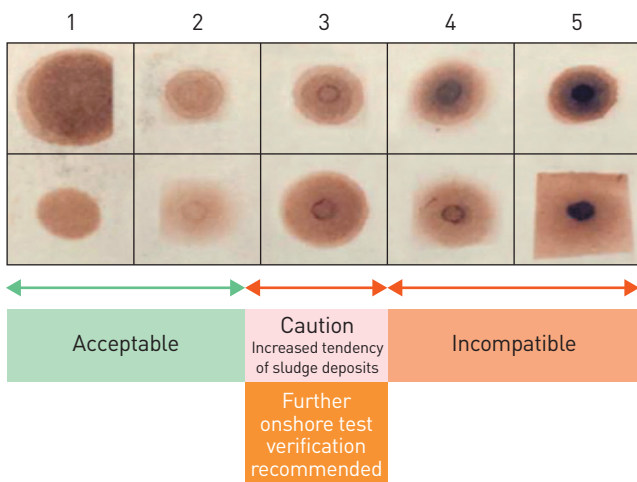 1 2 3 4 5
Acceptable
Caution
Increased tendency
of sludge deposits
Incompatible
Further
onshore test
verification
recommended